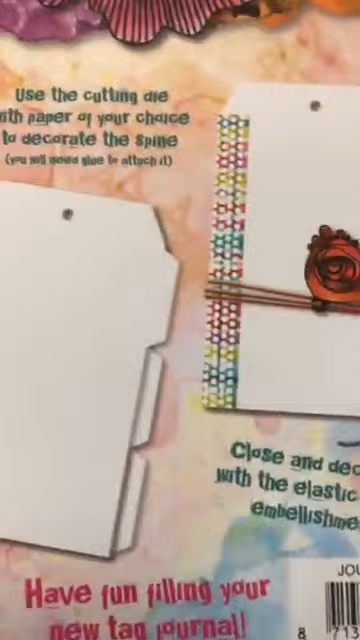 Use the cutting die
with paper of your choice
to decorate the spine
(you will need glue to attach it)
Close and dec
with the elastic
embellishme
Have fun filling your
new tag journal!
JOU
8